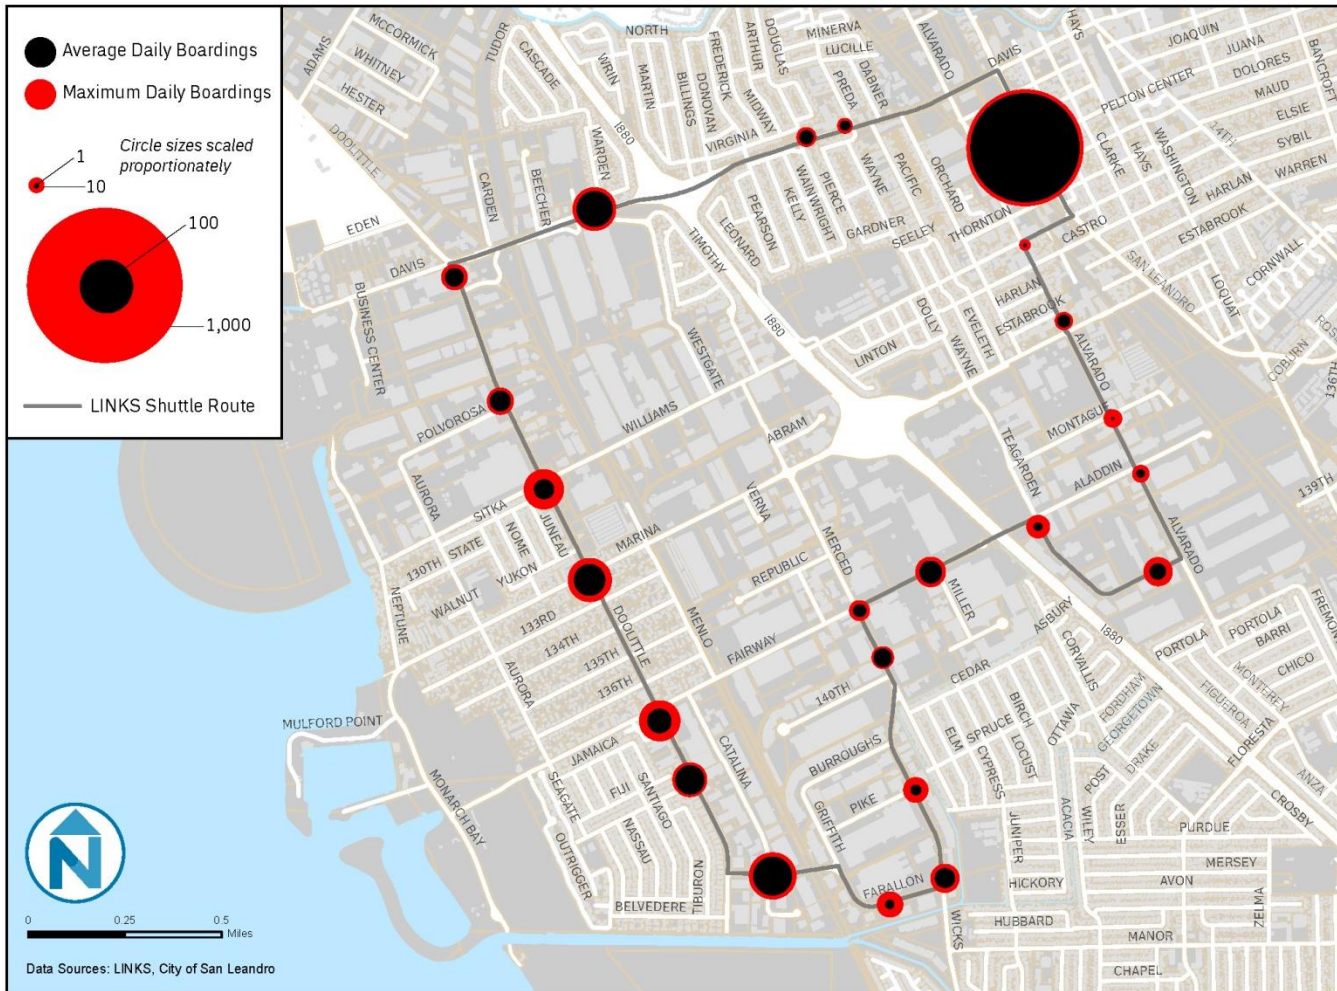 Average Daily Boardings
Maximum Daily Boardings
Circle sizes scaled
proportionately
1
10
100
1,000
LINKS Shuttle Route
ADAMS
MCCORMICK
WHITNEY
HESTER
DOOLITTLE
TUDOR
CASCADE
WRIN
WARDEN
I880
NORTH
MARTIN
BILLINGS
DONOVAN
FREDERICK
MIDWAY
ARTHUR
DOUGLAS
MINERVA
LUCILLE
PREDA
DABNER
ALVARADO
DAVIS
HAYS
JOAQUIN
JUANA
DOLORES
BANCROFT
PELTON CENTER
MAUD
ELSIE
SYBIL
WARREN
14TH
VIRGINIA
CARDEN
BEECHER
EDEN
DAVIS
BUSINESS CENTER
PEARSON
KELLY
WAINWRIGHT
PIERCE
WAYNE
PACIFIC
ORCHARD
GARDNER
SEELEY
THORNTON
CASTRO
CLARKE
HAYS
WASHINGTON
HARLAN
ESTABROOK
SAN LEANDRO
LOQUAT
CORNWALL
COBURN
136TH
TIMOTHY
LEONARD
I880
WESTGATE
LINTON
DOLLY
WAYNE
EVELETH
HARLAN
ESTABROOK
ALVARADO
MONTAGUE
TEAGARDEN
ALADDIN
139TH
ALVARADO
POLVOROSA
WILLIAMS
ABRAM
AURORA
SITKA
JUNEAU
MARINA
VERNA
MERCED
130TH
STATE
NOME
YUKON
WALNUT
REPUBLIC
NEPTUNE
133RD
134TH
135TH
136TH
DOOLITTLE
MENLO
FAIRWAY
MILLER
ASBURY
I880
PORTOLA
PORTOLA
BARRI
CHICO
MONTEREY
FIGUEROA
FLORESTA
ANZA
CROSBY
AURORA
140TH
CEDAR
CORVALLIS
FORDHAM
GEORGETOWN
DRAKE
OTTAWA
BIRCH
SPRUCE
LOCUST
ELM
CYPRESS
POST
MULFORD POINT
JAMAICA
CATALINA
BURROUGHS
PIKE
GRIFFITH
MONARCH BAY
SEAGATE
FIJI
SANTIAGO
NASSAU
OUTRIGGER
TIBURON
BELVEDERE
FARALLON
WICKS
JUNIPER
ACACIA
WILEY
ESSER
PURDUE
MERSEY
AVON
ZELMA
HICKORY
HUBBARD
MANOR
CHAPEL
N
0 0.25 0.5
Miles
Data Sources: LINKS, City of San Leandro